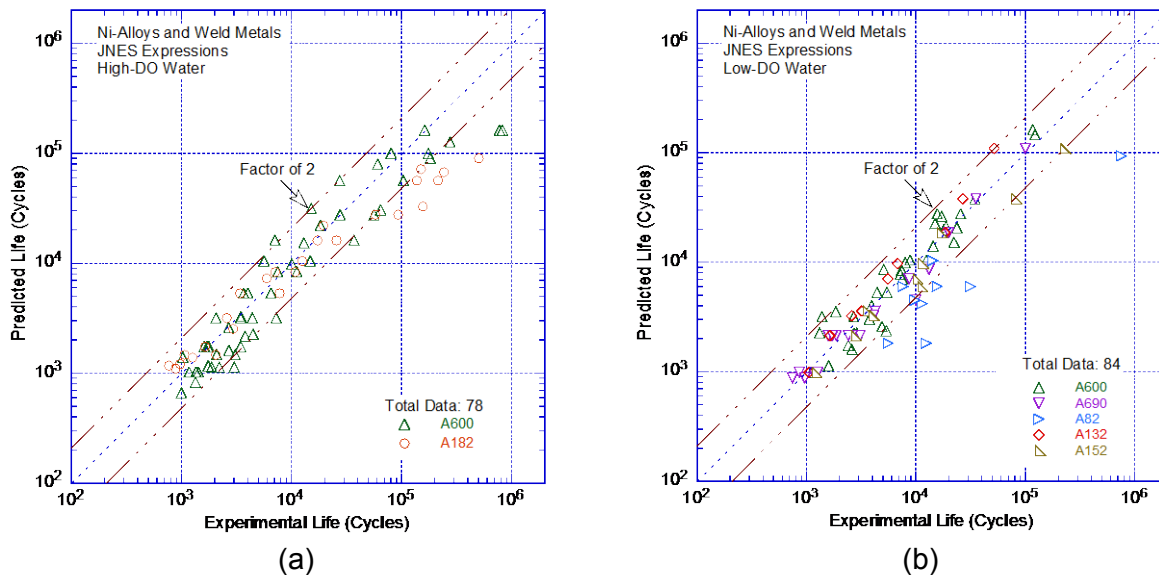 Ni-Alloys and Weld Metals
JNES Expressions
High-DO Water
Factor of 2
Total Data: 78
A600
A182
Predicted Life (Cycles)
10^6
10^5
10^4
10^3
10^2
10^2 10^3 10^4 10^5 10^6
Experimental Life (Cycles)
(a)
Ni-Alloys and Weld Metals
JNES Expressions
Low-DO Water
Factor of 2
Total Data: 84
A600
A690
A82
A132
A152
Predicted Life (Cycles)
10^6
10^5
10^4
10^3
10^2
10^2 10^3 10^4 10^5 10^6
Experimental Life (Cycles)
(b)